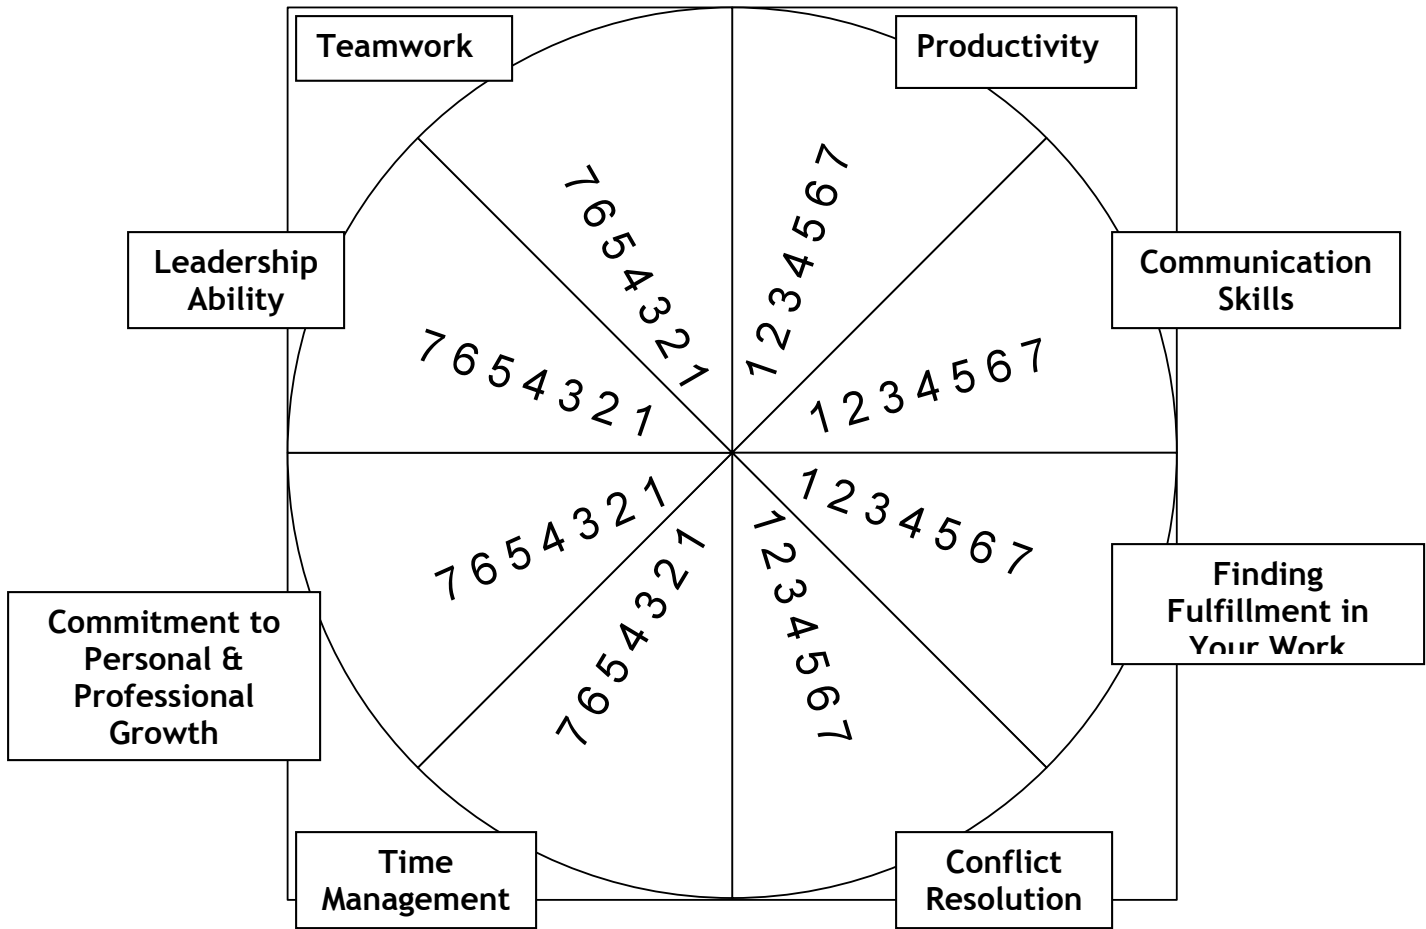 Teamwork
Productivity
7 6 5 4 3 2 1
1 2 3 4 5 6 7
Leadership
Ability
Communication
Skills
7 6 5 4 3 2 1
1 2 3 4 5 6 7
7 6 5 4 3 2 1
1 2 3 4 5 6 7
Commitment to
Personal &
Professional
Growth
Finding
Fulfillment in
Your Work
7 6 5 4 3 2 1
1 2 3 4 5 6 7
Time
Management
Conflict
Resolution